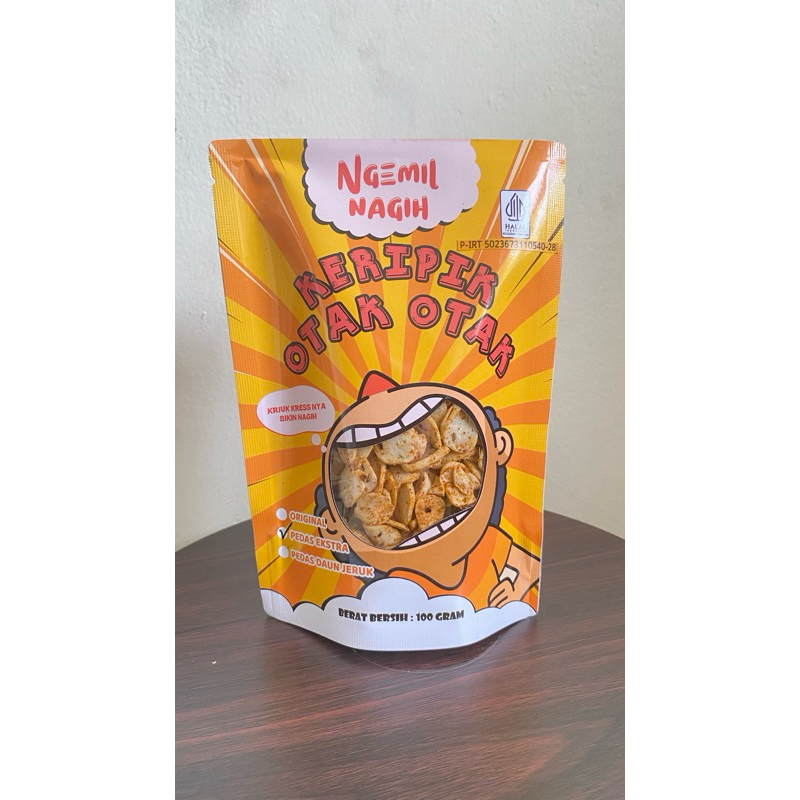 NGEMIL
NAGIH
HALAL
P-IRT 5023673110540-28
KERIPIK
OTAK OTAK
KRIUK KRESS NYA
BIKIN NAGIH
ORIGINAL
PEDAS EKSTRA
PEDAS DAUN JERUK
BERAT BERSIH : 100 GRAM